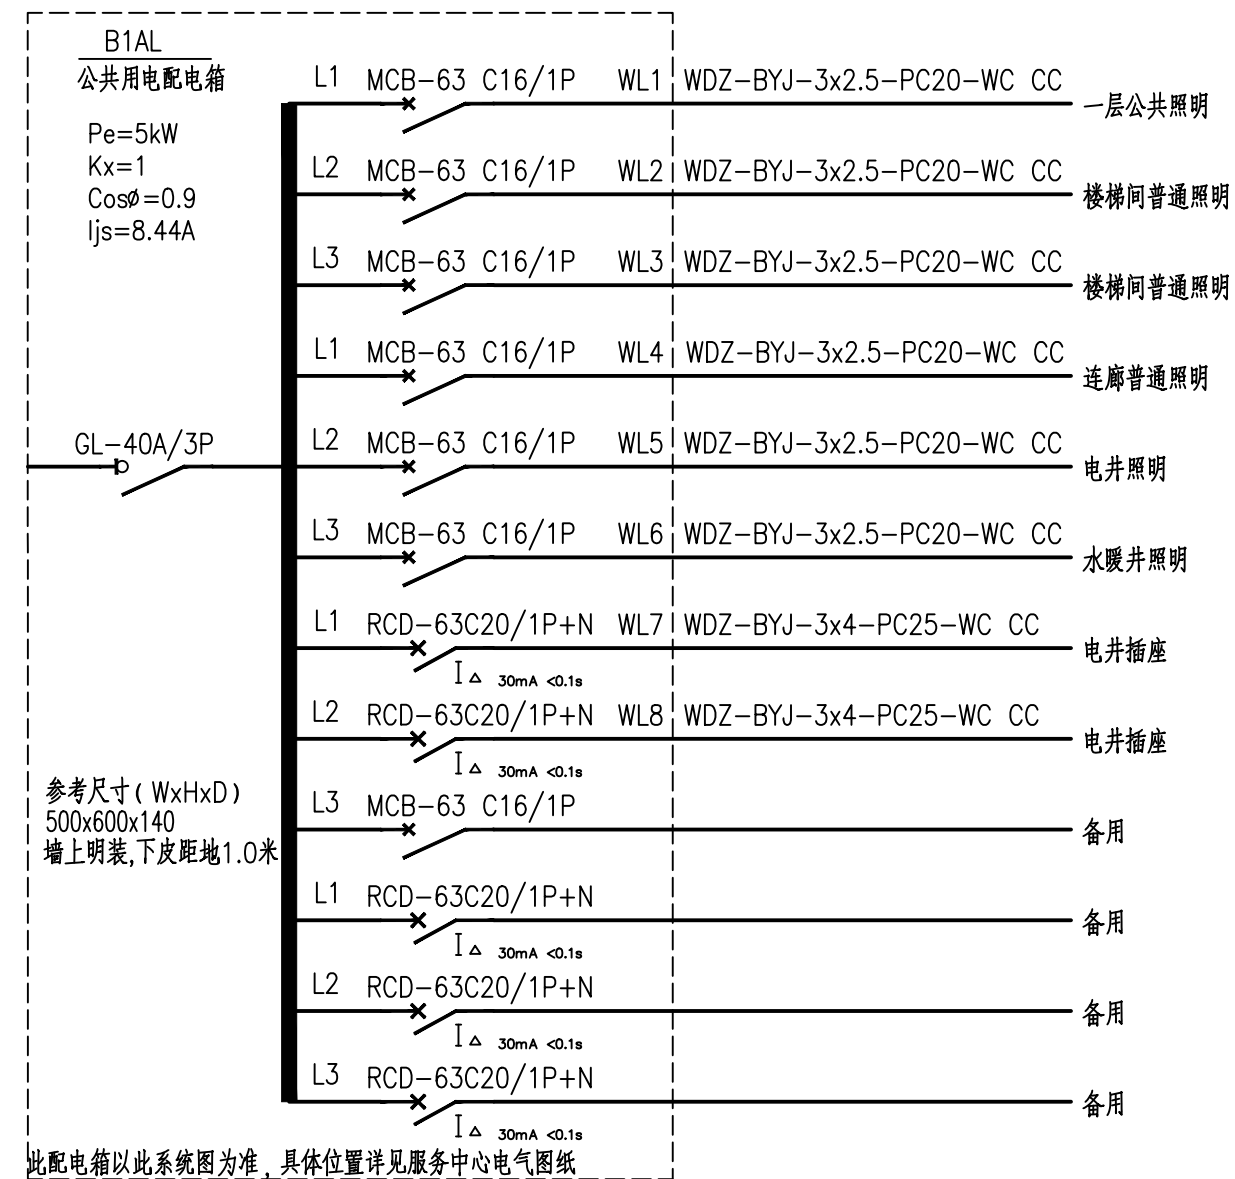 B1AL
公共用电配电箱
Pe=5kW
Kx=1
Cosø=0.9
Ijs=8.44A
L1 MCB-63 C16/1P WL1 WDZ-BYJ-3x2.5-PC20-WC CC 一层公共照明
L2 MCB-63 C16/1P WL2 WDZ-BYJ-3x2.5-PC20-WC CC 楼梯间普通照明
L3 MCB-63 C16/1P WL3 WDZ-BYJ-3x2.5-PC20-WC CC 楼梯间普通照明
L1 MCB-63 C16/1P WL4 WDZ-BYJ-3x2.5-PC20-WC CC 连廊普通照明
GL-40A/3P
L2 MCB-63 C16/1P WL5 WDZ-BYJ-3x2.5-PC20-WC CC 电井照明
L3 MCB-63 C16/1P WL6 WDZ-BYJ-3x2.5-PC20-WC CC 水暖井照明
L1 RCD-63C20/1P+N WL7 WDZ-BYJ-3x4-PC25-WC CC 电井插座
I△ 30mA <0.1s
L2 RCD-63C20/1P+N WL8 WDZ-BYJ-3x4-PC25-WC CC 电井插座
I△ 30mA <0.1s
参考尺寸(WxHxD)
500x600x140
墙上明装,下皮距地1.0米
L3 MCB-63 C16/1P 备用
L1 RCD-63C20/1P+N 备用
I△ 30mA <0.1s
L2 RCD-63C20/1P+N 备用
I△ 30mA <0.1s
L3 RCD-63C20/1P+N 备用
I△ 30mA <0.1s
此配电箱以此系统图为准,具体位置详见服务中心电气图纸